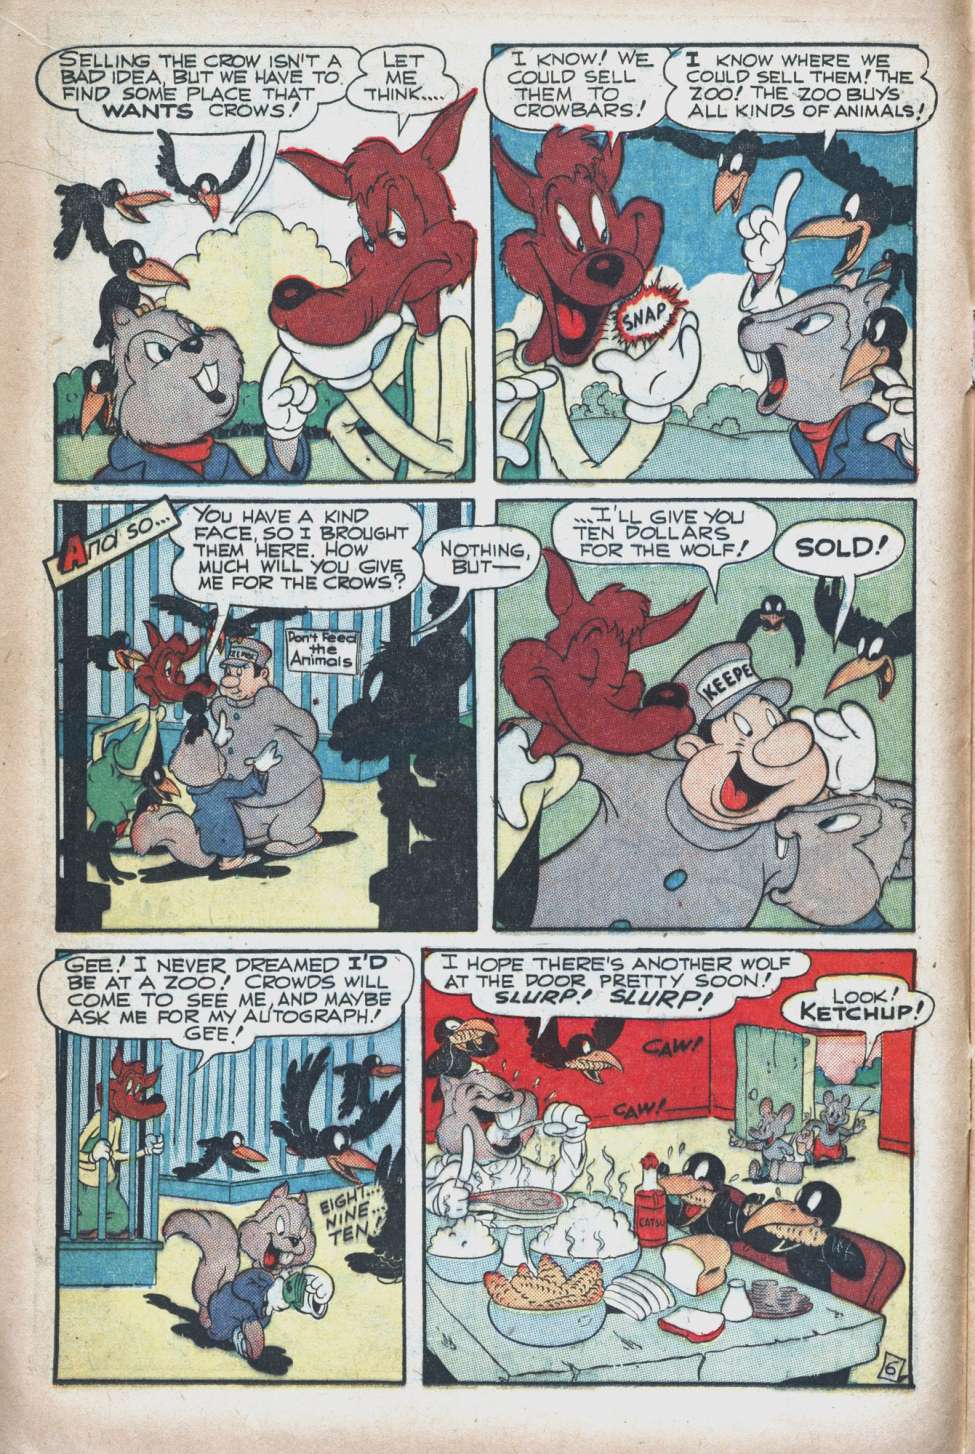 SELLING THE CROW ISN'T A
BAD IDEA, BUT WE HAVE TO
FIND SOME PLACE THAT
WANTS CROWS!
LET
ME
THINK....
I KNOW! WE
COULD SELL
THEM TO
CROWBARS!
I KNOW WHERE WE
COULD SELL THEM! THE
ZOO! THE ZOO BUYS
ALL KINDS OF ANIMALS!
SNAP
And so...
YOU HAVE A KIND
FACE, SO I BROUGHT
THEM HERE. HOW
MUCH WILL YOU GIVE
ME FOR THE CROWS?
NOTHING,
BUT—
Don't Feed
the
Animals
...I'LL GIVE YOU
TEN DOLLARS
FOR THE WOLF!
SOLD!
KEEPE
GEE! I NEVER DREAMED I'D
BE AT A ZOO! CROWDS WILL
COME TO SEE ME, AND MAYBE
ASK ME FOR MY AUTOGRAPH!
GEE!
EIGHT...
NINE...
TEN!
I HOPE THERE'S ANOTHER WOLF
AT THE DOOR PRETTY SOON!
SLURP! SLURP!
LOOK!
KETCHUP!
CAW!
CAW!
CATSU
6